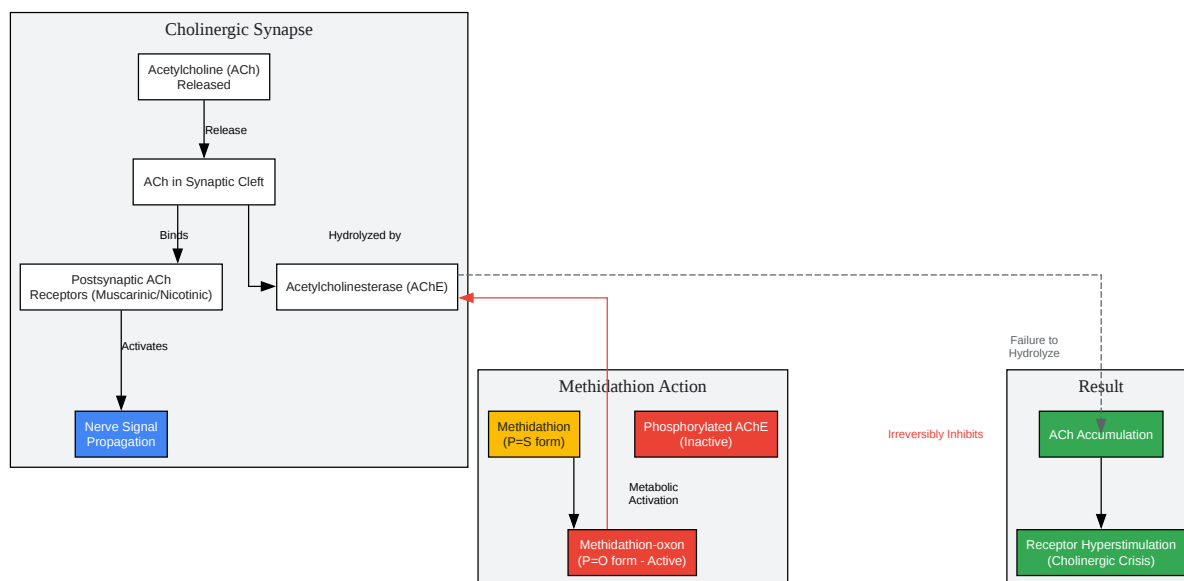 Cholinergic Synapse
Acetylcholine (ACh)
Released
Release
ACh in Synaptic Cleft
Binds
Hydrolyzed by
Postsynaptic ACh
Receptors (Muscarinic/Nicotinic)
Acetylcholinesterase (AChE)
Activates
Nerve Signal
Propagation
Methidathion Action
Methidathion
(P=S form)
Phosphorylated AChE
(Inactive)
Metabolic
Activation
Methidathion-oxon
(P=O form - Active)
Irreversibly Inhibits
Failure to
Hydrolyze
Result
ACh Accumulation
Receptor Hyperstimulation
(Cholinergic Crisis)